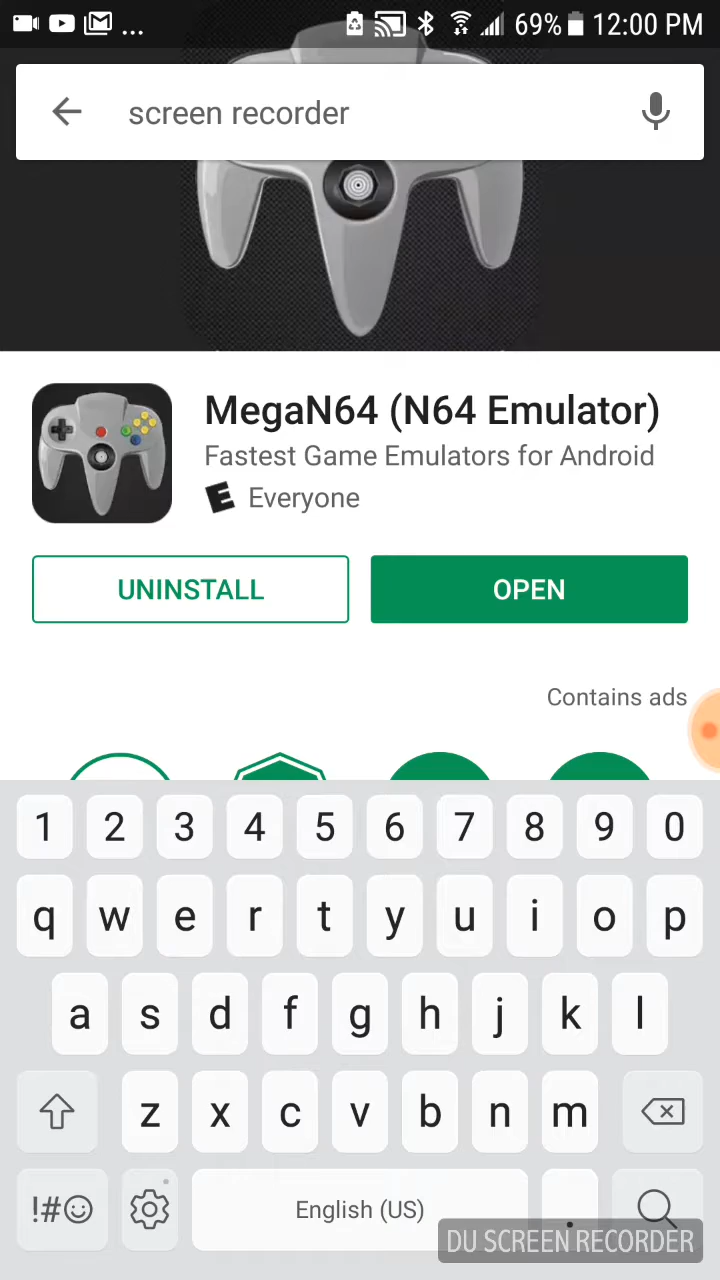 ... 69% 12:00 PM
screen recorder
MegaN64 (N64 Emulator)
Fastest Game Emulators for Android
E Everyone
UNINSTALL OPEN
Contains ads
1 2 3 4 5 6 7 8 9 0
q w e r t y u i o p
a s d f g h j k l
z x c v b n m
!#☺ English (US) .
DU SCREEN RECORDER